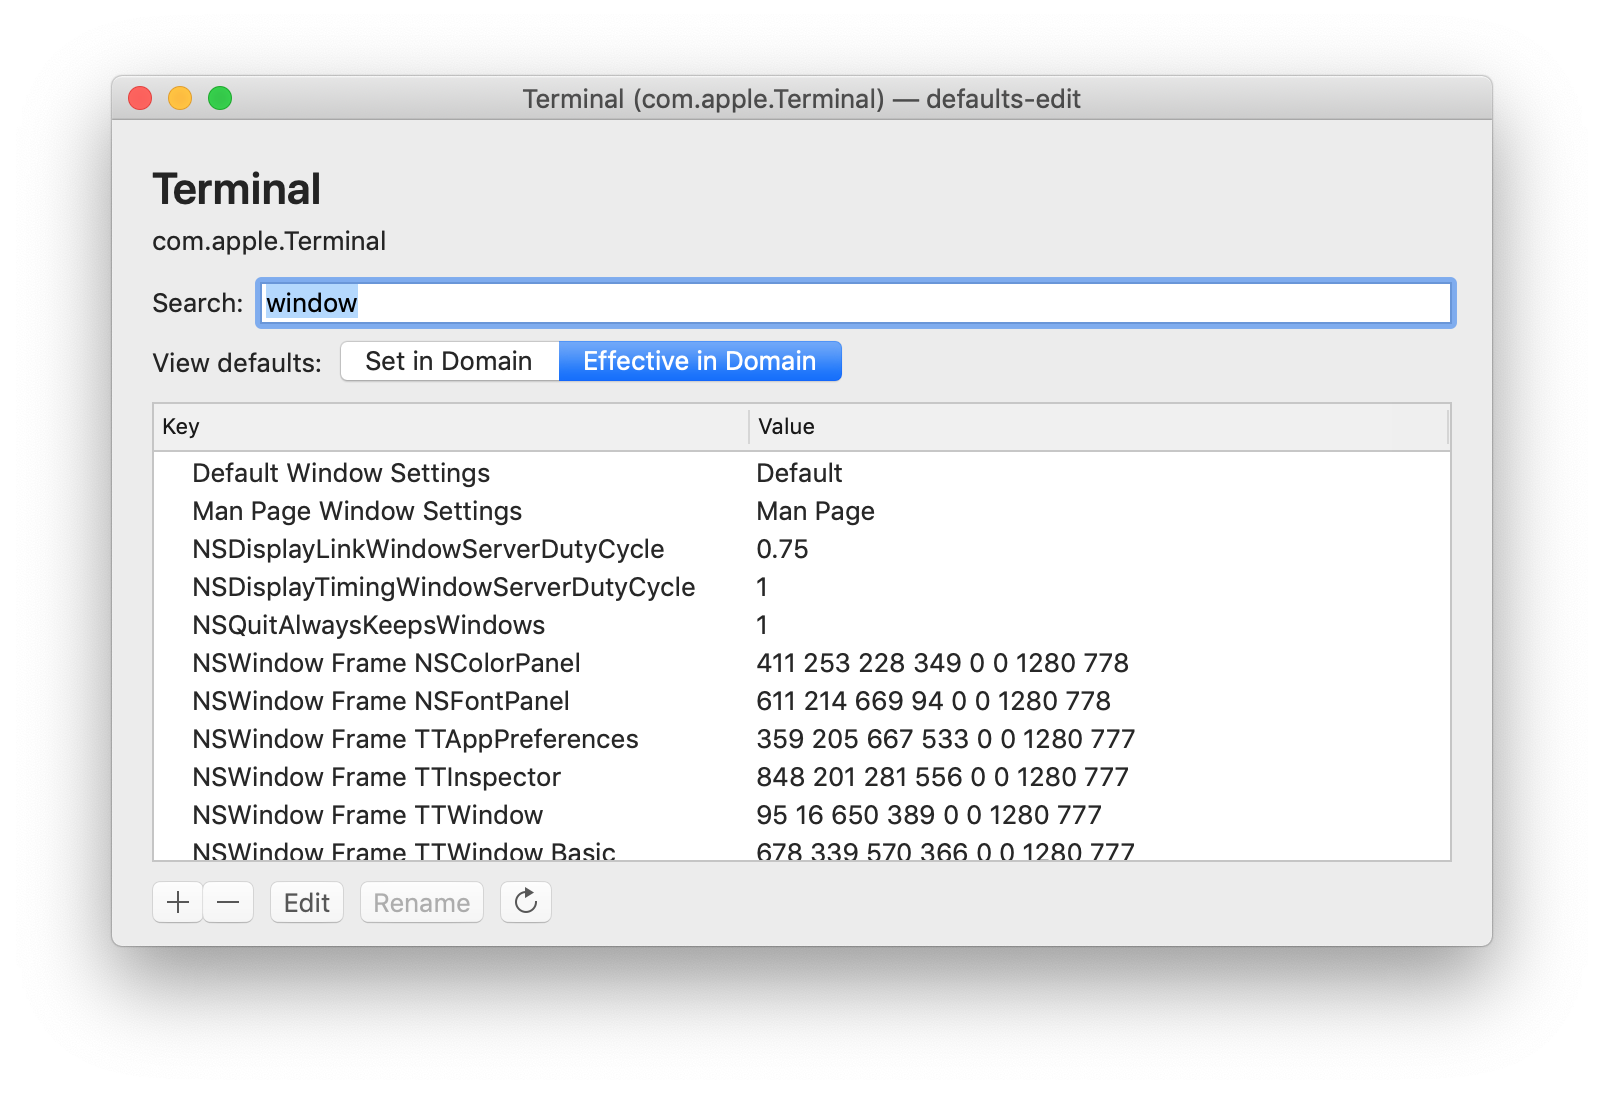 Terminal (com.apple.Terminal) — defaults-edit
Terminal
com.apple.Terminal
Search: window
View defaults: Set in Domain Effective in Domain
Key Value
Default Window Settings Default
Man Page Window Settings Man Page
NSDisplayLinkWindowServerDutyCycle 0.75
NSDisplayTimingWindowServerDutyCycle 1
NSQuitAlwaysKeepsWindows 1
NSWindow Frame NSColorPanel 411 253 228 349 0 0 1280 778
NSWindow Frame NSFontPanel 611 214 669 94 0 0 1280 778
NSWindow Frame TTAppPreferences 359 205 667 533 0 0 1280 777
NSWindow Frame TTInspector 848 201 281 556 0 0 1280 777
NSWindow Frame TTWindow 95 16 650 389 0 0 1280 777
NSWindow Frame TTWindow Basic 678 339 570 366 0 0 1280 777
Edit Rename